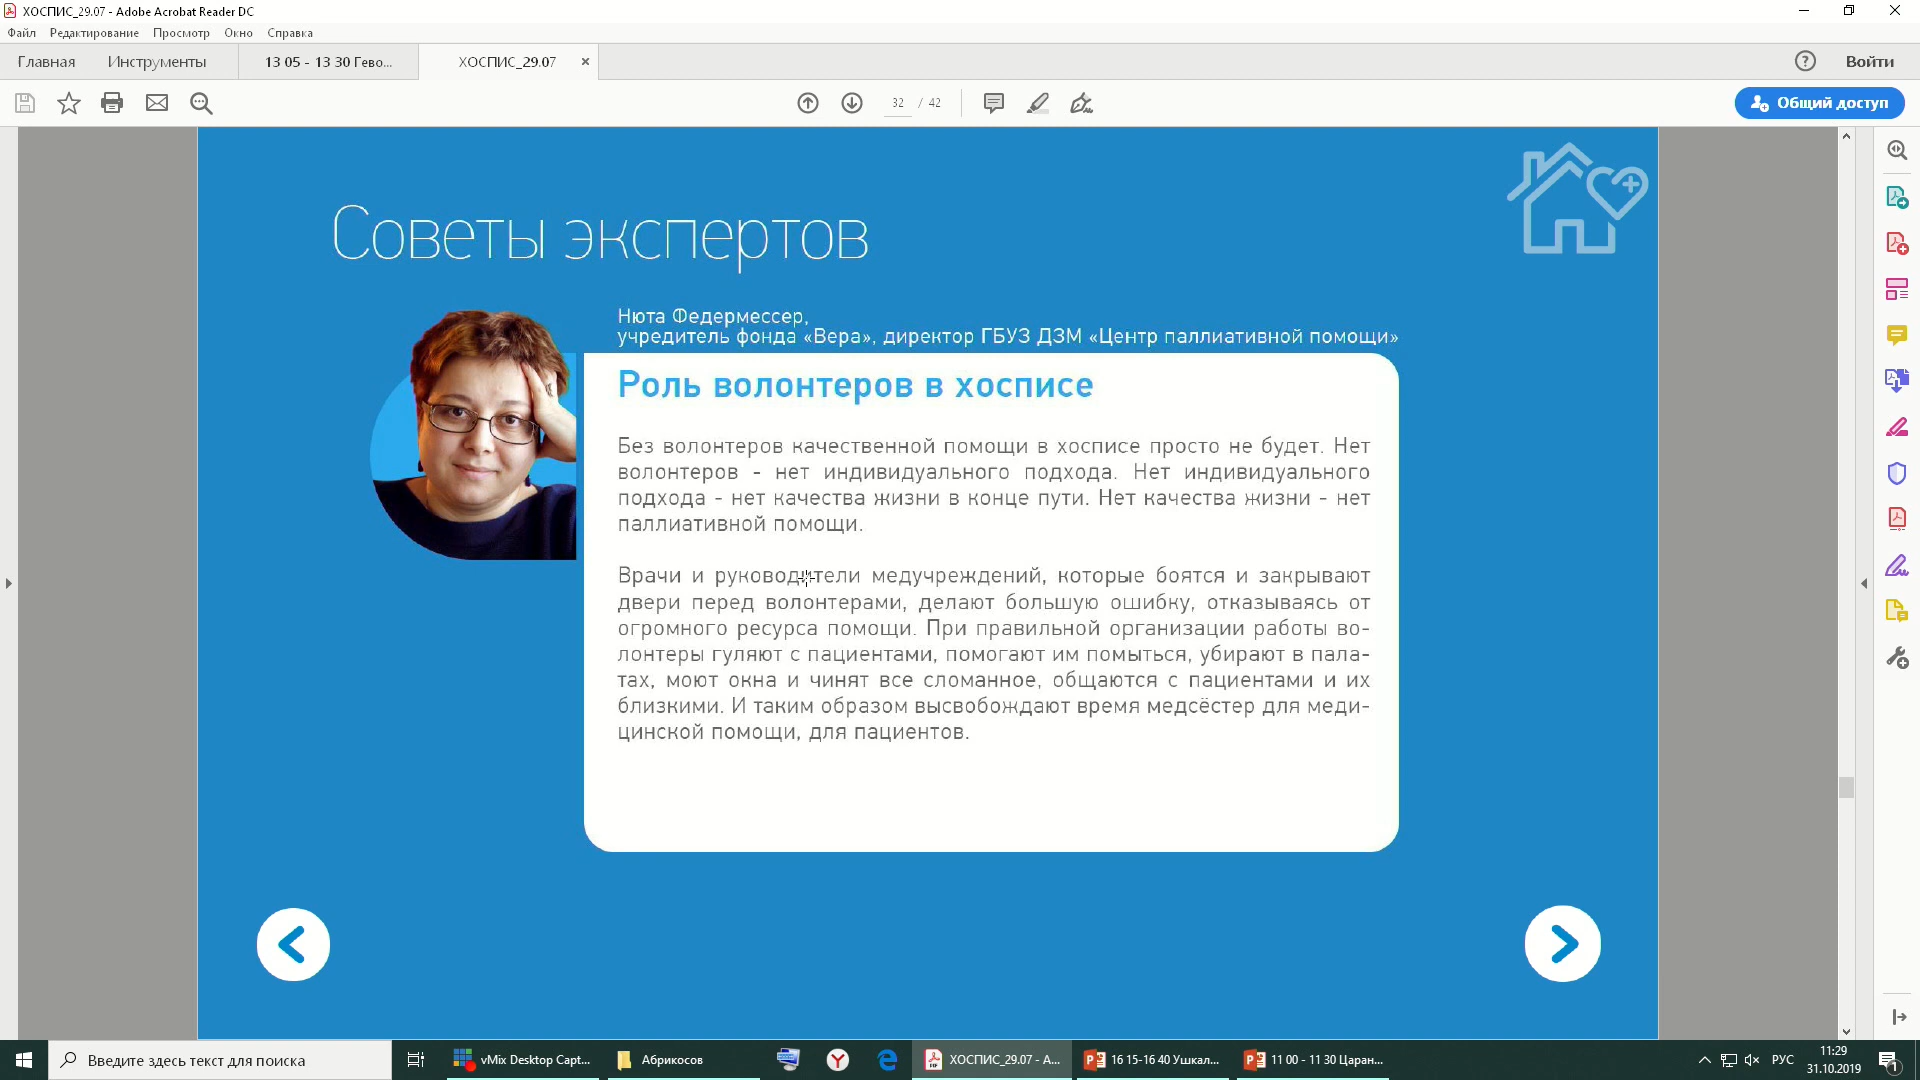 ХОСПИС_29.07 - Adobe Acrobat Reader DC
Файл Редактирование Просмотр Окно Справка
Главная Инструменты 13 05 - 13 30 Гево... ХОСПИС_29.07 Войти
32 / 42 Общий доступ
Советы экспертов
Нюта Федермессер,
учредитель фонда «Вера», директор ГБУЗ ДЗМ «Центр паллиативной помощи»
Роль волонтеров в хосписе
Без волонтеров качественной помощи в хосписе просто не будет. Нет
волонтеров - нет индивидуального подхода. Нет индивидуального
подхода - нет качества жизни в конце пути. Нет качества жизни - нет
паллиативной помощи.
Врачи и руководители медучреждений, которые боятся и закрывают
двери перед волонтерами, делают большую ошибку, отказываясь от
огромного ресурса помощи. При правильной организации работы во-
лонтеры гуляют с пациентами, помогают им помыться, убирают в пала-
тах, моют окна и чинят все сломанное, общаются с пациентами и их
близкими. И таким образом высвобождают время медсёстер для меди-
цинской помощи, для пациентов.
Введите здесь текст для поиска vMix Desktop Capt... Абрикосов ХОСПИС_29.07 - A... 16 15-16 40 Ушкал... 11 00 - 11 30 Царан... РУС 11:29
31.10.2019 1